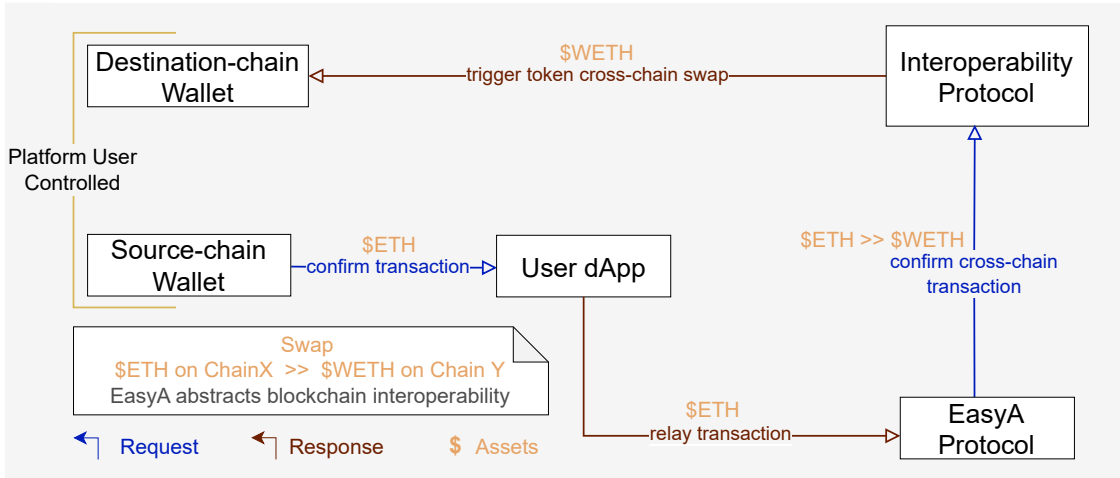 Destination-chain
Wallet
$WETH
trigger token cross-chain swap
Interoperability
Protocol
Platform User
Controlled
Source-chain
Wallet
$ETH
confirm transaction
User dApp
$ETH >> $WETH
confirm cross-chain
transaction
Swap
$ETH on ChainX >> $WETH on Chain Y
EasyA abstracts blockchain interoperability
$ETH
relay transaction
EasyA
Protocol
Request
Response
$ Assets